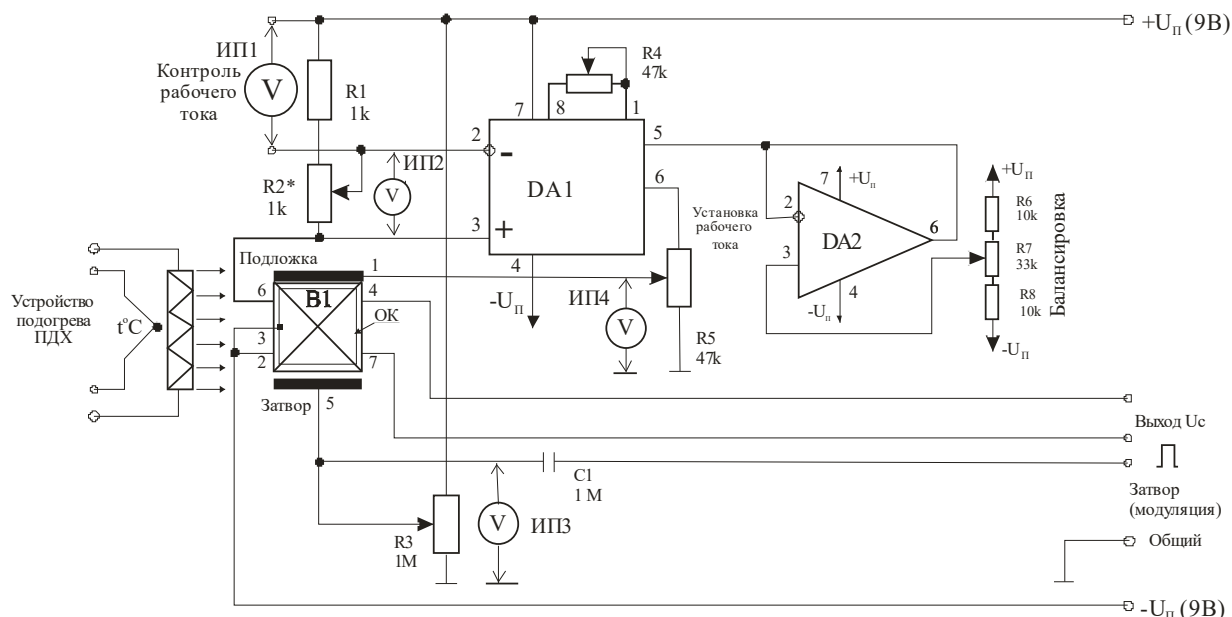 +Uп (9В)
ИП1
Контроль
рабочего
тока
V
R1
1k
R2*
1k
ИП2
V
R4
47k
7
8
1
2
-
DA1
3
+
4
-Uп
5
6
Установка
рабочего
тока
+Uп
7
2
3
DA2
6
4
-Uп
+Uп
R6
10k
R7
33k
R8
10k
-Uп
Балансировка
Устройство
подогрева
ПДХ
t°C
Подложка
1
6
B1
4
3
ОК
2
7
Затвор
5
ИП4
V
R5
47k
C1
1 M
R3
1M
V
ИП3
Выход Uc
Затвор
(модуляция)
Общий
-Uп (9В)